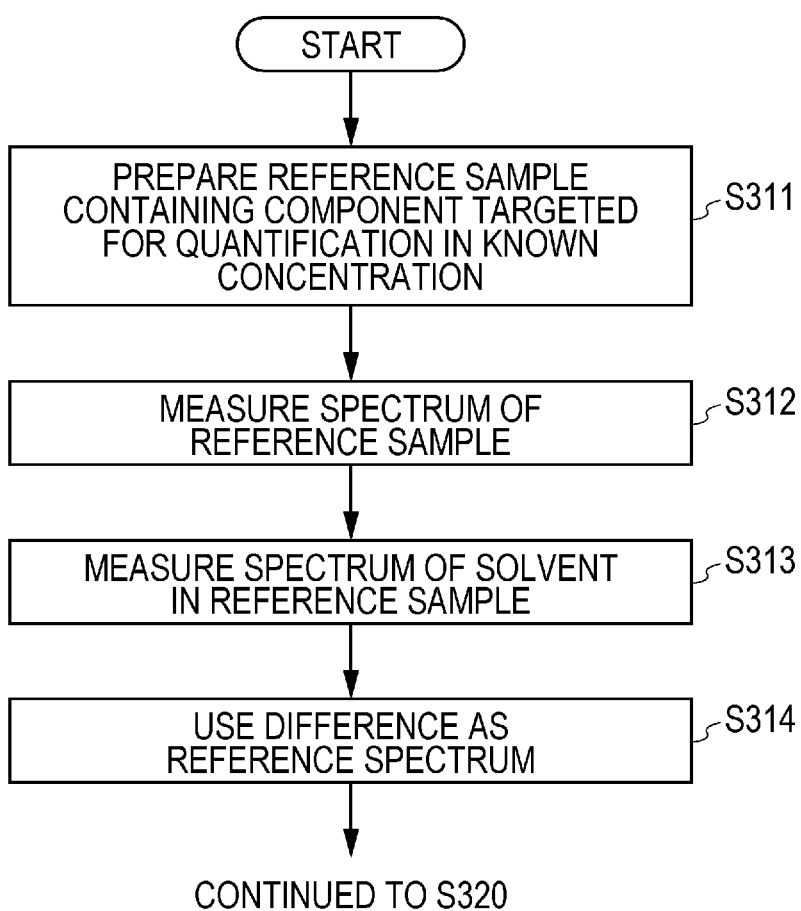 START
PREPARE REFERENCE SAMPLE
CONTAINING COMPONENT TARGETED
FOR QUANTIFICATION IN KNOWN
CONCENTRATION
S311
MEASURE SPECTRUM OF
REFERENCE SAMPLE
S312
MEASURE SPECTRUM OF SOLVENT
IN REFERENCE SAMPLE
S313
USE DIFFERENCE AS
REFERENCE SPECTRUM
S314
CONTINUED TO S320